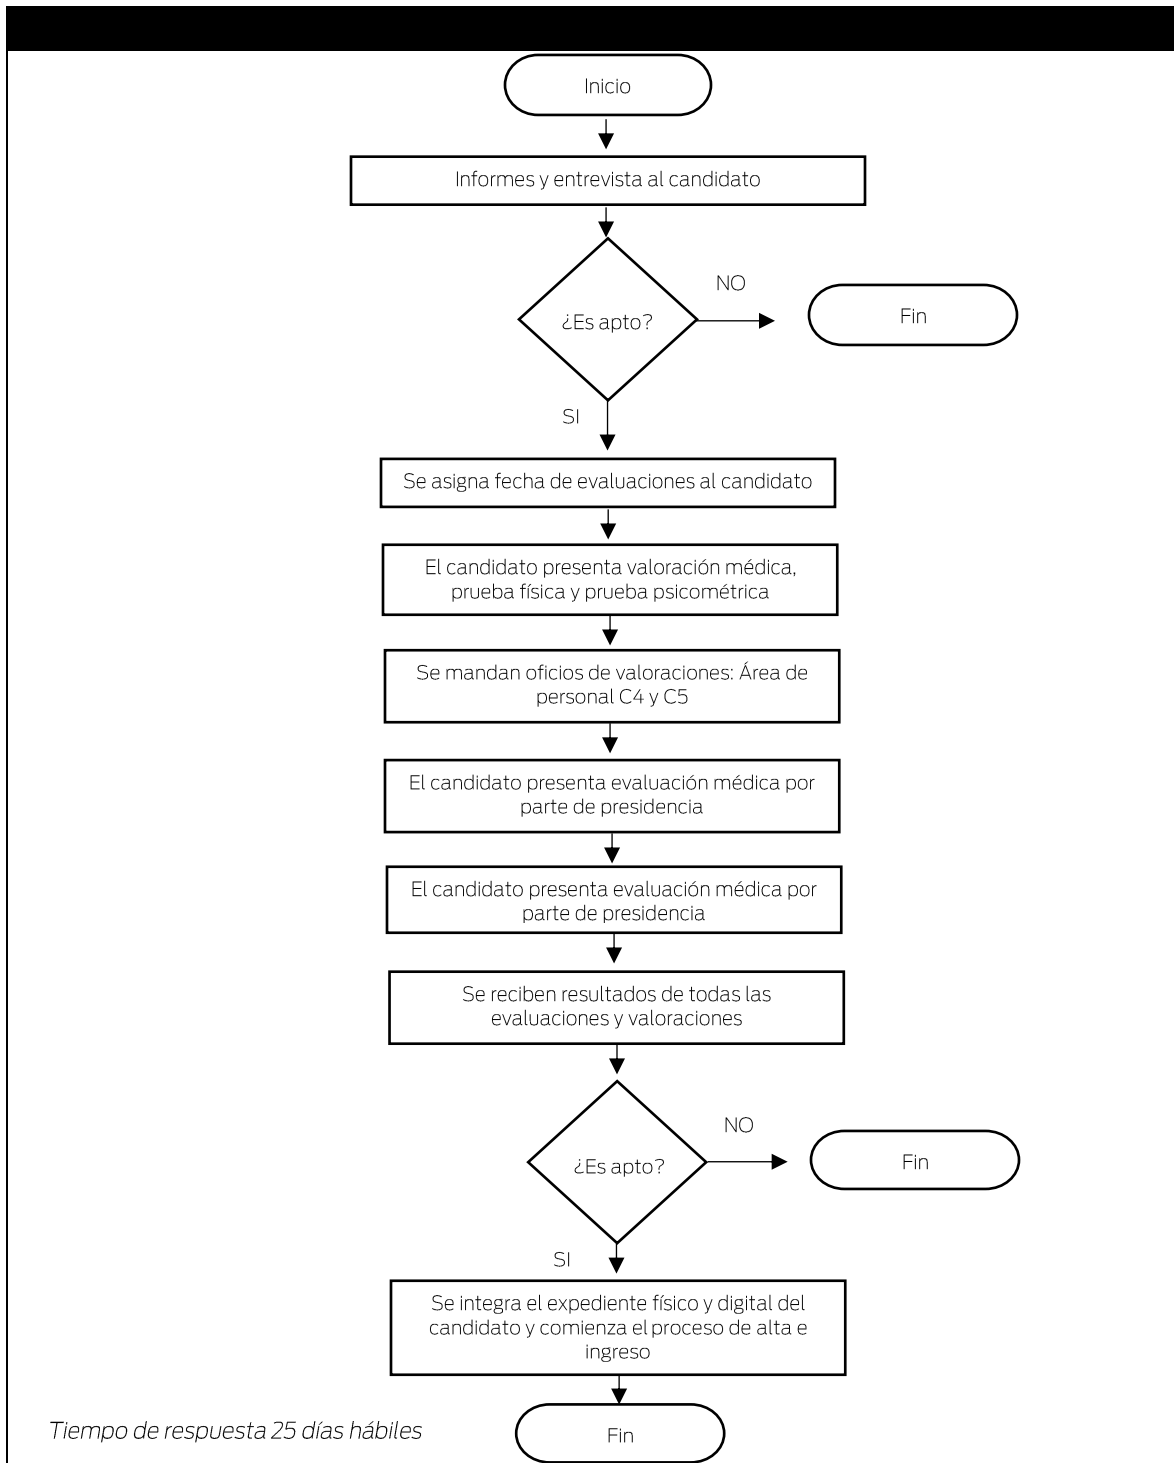 Inicio
Informes y entrevista al candidato
¿Es apto?
NO
Fin
SI
Se asigna fecha de evaluaciones al candidato
El candidato presenta valoración médica,
prueba física y prueba psicométrica
Se mandan oficios de valoraciones: Área de
personal C4 y C5
El candidato presenta evaluación médica por
parte de presidencia
El candidato presenta evaluación médica por
parte de presidencia
Se reciben resultados de todas las
evaluaciones y valoraciones
¿Es apto?
NO
Fin
SI
Se integra el expediente físico y digital del
candidato y comienza el proceso de alta e
ingreso
Tiempo de respuesta 25 días hábiles
Fin